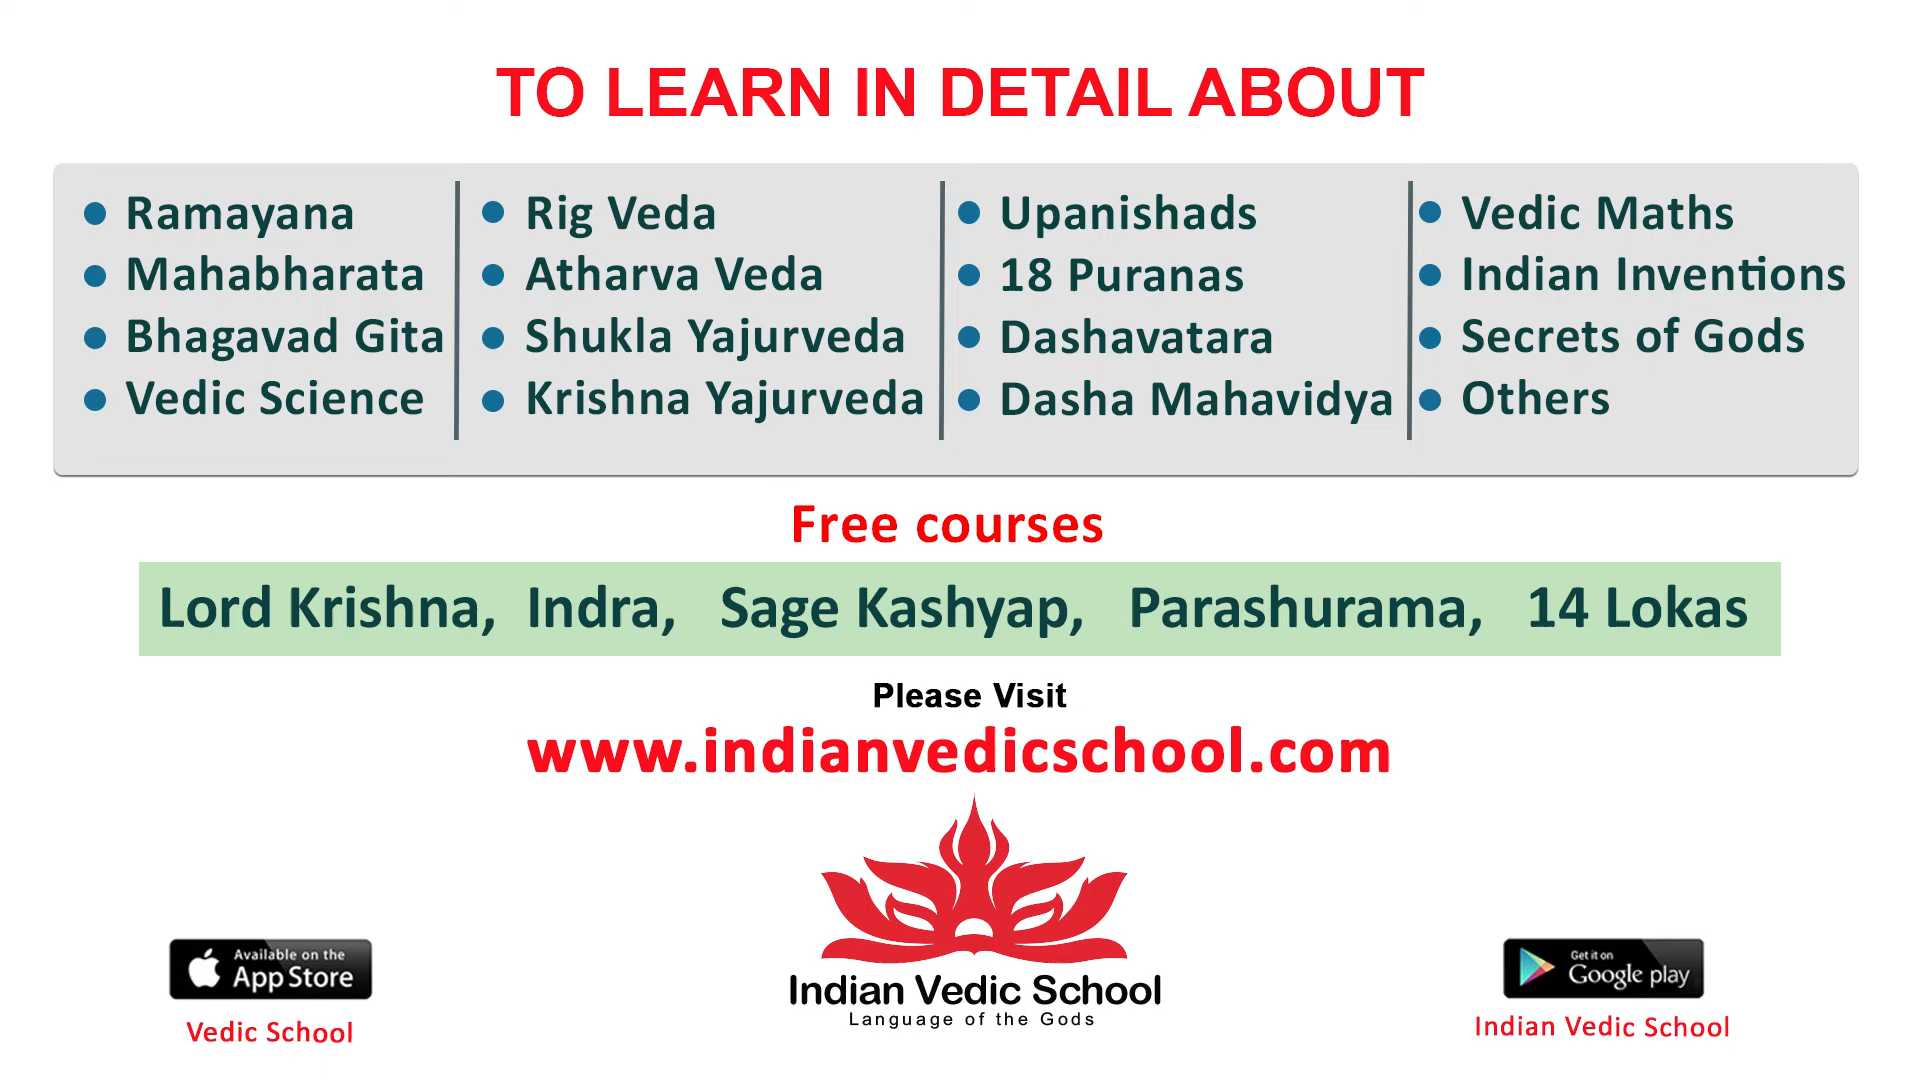 TO LEARN IN DETAIL ABOUT
Ramayana
Mahabharata
Bhagavad Gita
Vedic Science
Rig Veda
Atharva Veda
Shukla Yajurveda
Krishna Yajurveda
Upanishads
18 Puranas
Dashavatara
Dasha Mahavidya
Vedic Maths
Indian Inventions
Secrets of Gods
Others
Free courses
Lord Krishna, Indra, Sage Kashyap, Parashurama, 14 Lokas
Please Visit
www.indianvedicschool.com
Indian Vedic School
Language of the Gods
Available on the
App Store
Vedic School
Get it on
Google play
Indian Vedic School